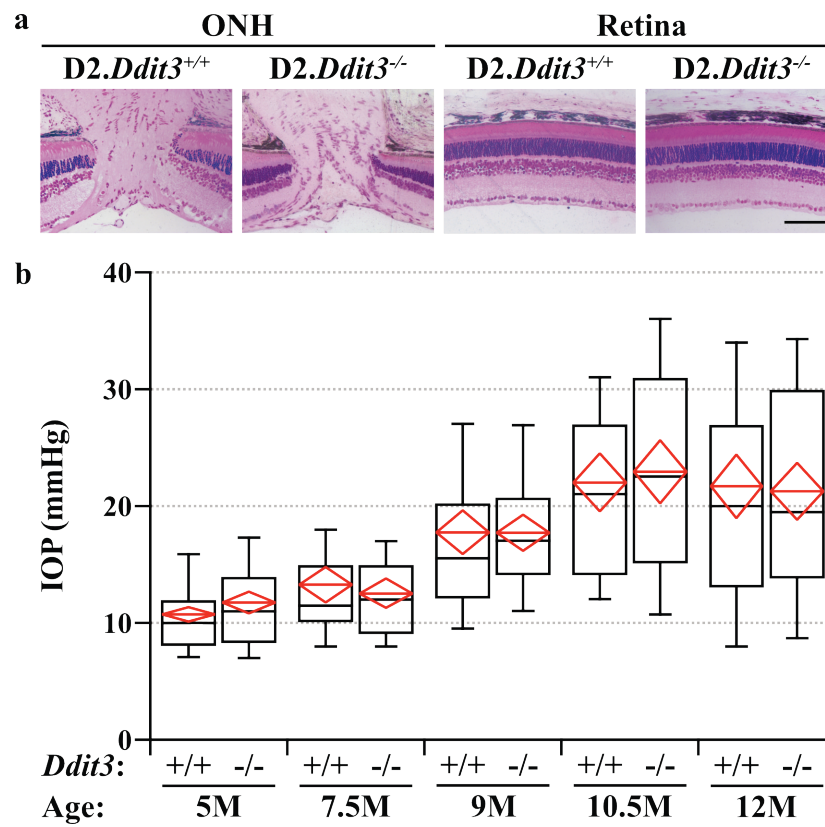 a
ONH Retina
D2.Ddit3+/+ D2.Ddit3-/- D2.Ddit3+/+ D2.Ddit3-/-
b
40
30
20
10
0
IOP (mmHg)
Ddit3: +/+ -/- +/+ -/- +/+ -/- +/+ -/- +/+ -/-
Age: 5M 7.5M 9M 10.5M 12M